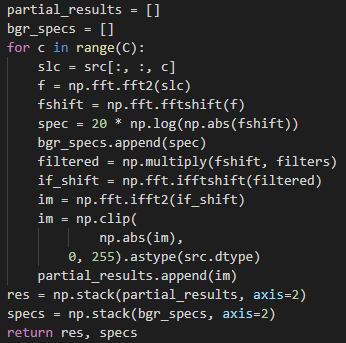 partial_results = []
bgr_specs = []
for c in range(C):
    slc = src[:, :, c]
    f = np.fft.fft2(slc)
    fshift = np.fft.fftshift(f)
    spec = 20 * np.log(np.abs(fshift))
    bgr_specs.append(spec)
    filtered = np.multiply(fshift, filters)
    if_shift = np.fft.ifftshift(filtered)
    im = np.fft.ifft2(if_shift)
    im = np.clip(
            np.abs(im),
        0, 255).astype(src.dtype)
    partial_results.append(im)
res = np.stack(partial_results, axis=2)
specs = np.stack(bgr_specs, axis=2)
return res, specs